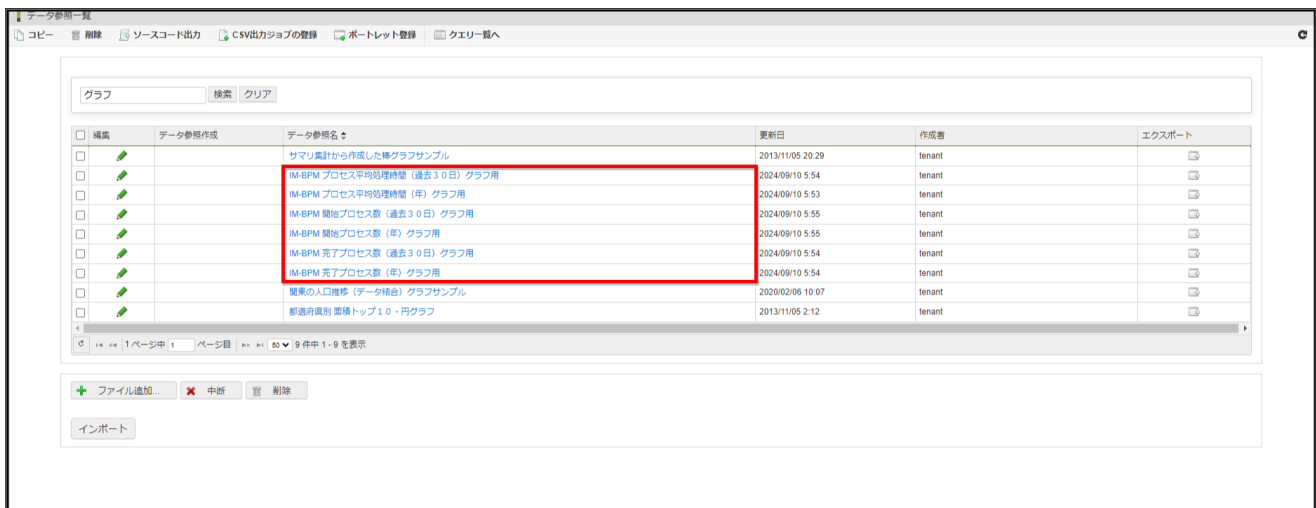 データ参照一覧
コピー 削除 ソースコード出力 CSV出力ジョブの登録 ポートレット登録 クエリ一覧へ
グラフ 検索 クリア
編集 データ参照作成 データ参照名 更新日 作成者 エクスポート
サマリ集計から作成した棒グラフサンプル 2013/11/05 20:29 tenant
IM-BPM プロセス平均処理時間（過去３０日）グラフ用 2024/09/10 5:54 tenant
IM-BPM プロセス平均処理時間（年）グラフ用 2024/09/10 5:53 tenant
IM-BPM 開始プロセス数（過去３０日）グラフ用 2024/09/10 5:55 tenant
IM-BPM 開始プロセス数（年）グラフ用 2024/09/10 5:55 tenant
IM-BPM 完了プロセス数（過去３０日）グラフ用 2024/09/10 5:54 tenant
IM-BPM 完了プロセス数（年）グラフ用 2024/09/10 5:54 tenant
関東の人口推移（データ結合）グラフサンプル 2020/02/06 10:07 tenant
都道府県別 面積トップ１０・円グラフ 2013/11/05 2:12 tenant
1 ページ中 1 ページ目 50 9 件中 1 - 9 を表示
ファイル追加... 中断 削除
インポート